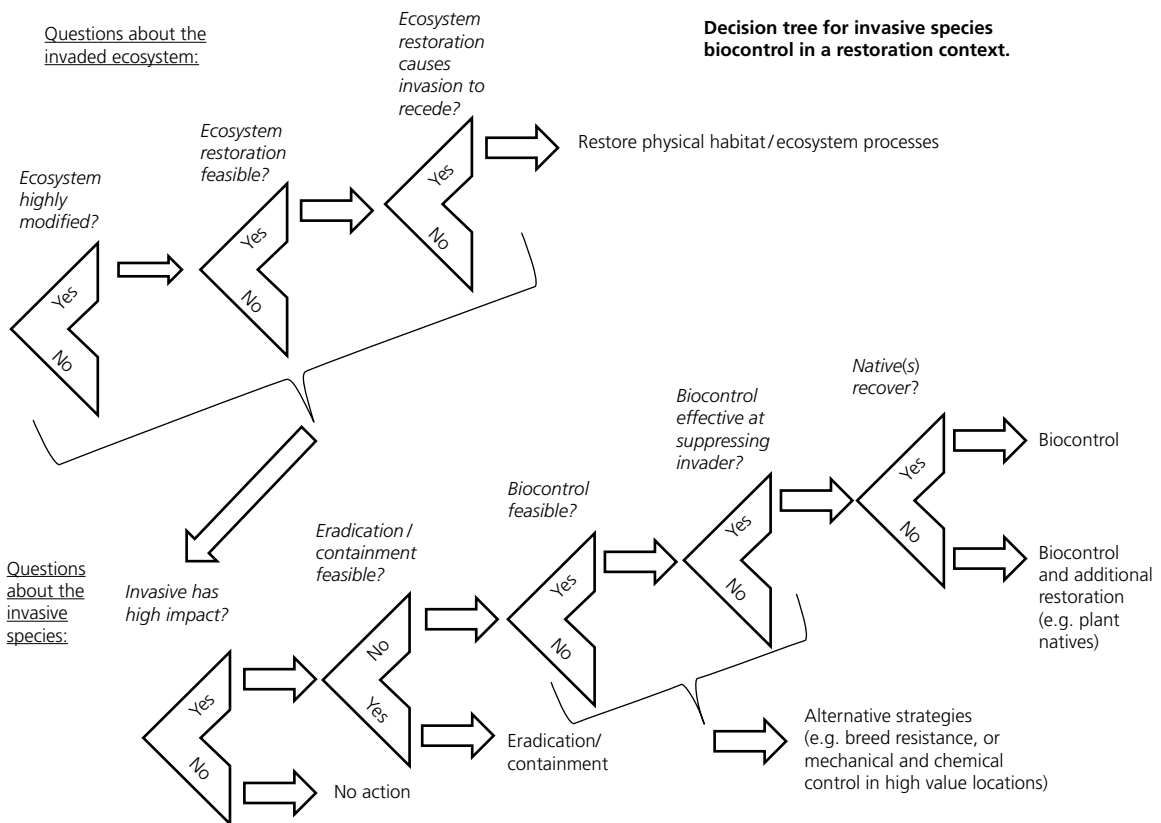 Questions about the
invaded ecosystem:
Decision tree for invasive species
biocontrol in a restoration context.
Ecosystem
highly
modified?
Yes
No
Ecosystem
restoration
feasible?
Yes
No
Ecosystem
restoration
causes
invasion to
recede?
Yes
No
Restore physical habitat/ecosystem processes
Questions
about the
invasive
species:
Invasive has
high impact?
Yes
No
No action
Eradication/
containment
feasible?
No
Yes
Eradication/
containment
Biocontrol
feasible?
Yes
No
Biocontrol
effective at
suppressing
invader?
Yes
No
Alternative strategies
(e.g. breed resistance, or
mechanical and chemical
control in high value locations)
Native(s)
recover?
Yes
No
Biocontrol
Biocontrol
and additional
restoration
(e.g. plant
natives)